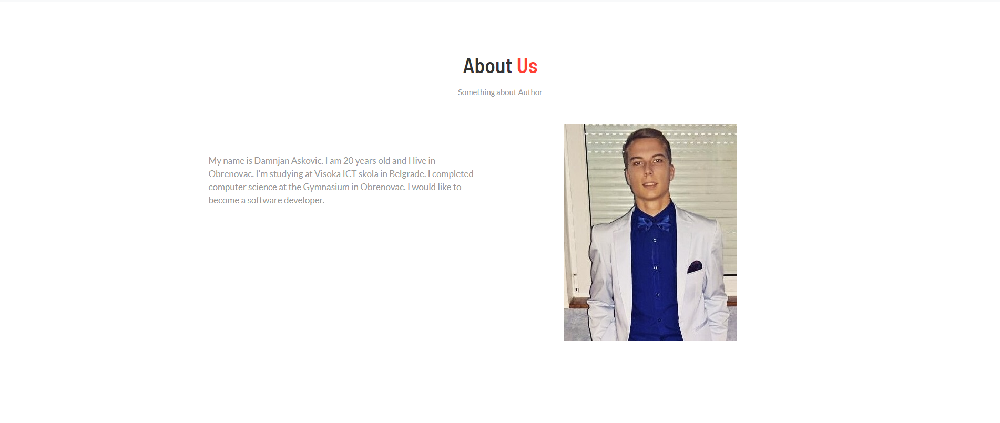 About Us
Something about Author
My name is Damnjan Askovic. I am 20 years old and I live in
Obrenovac. I'm studying at Visoka ICT skola in Belgrade. I completed
computer science at the Gymnasium in Obrenovac. I would like to
become a software developer.